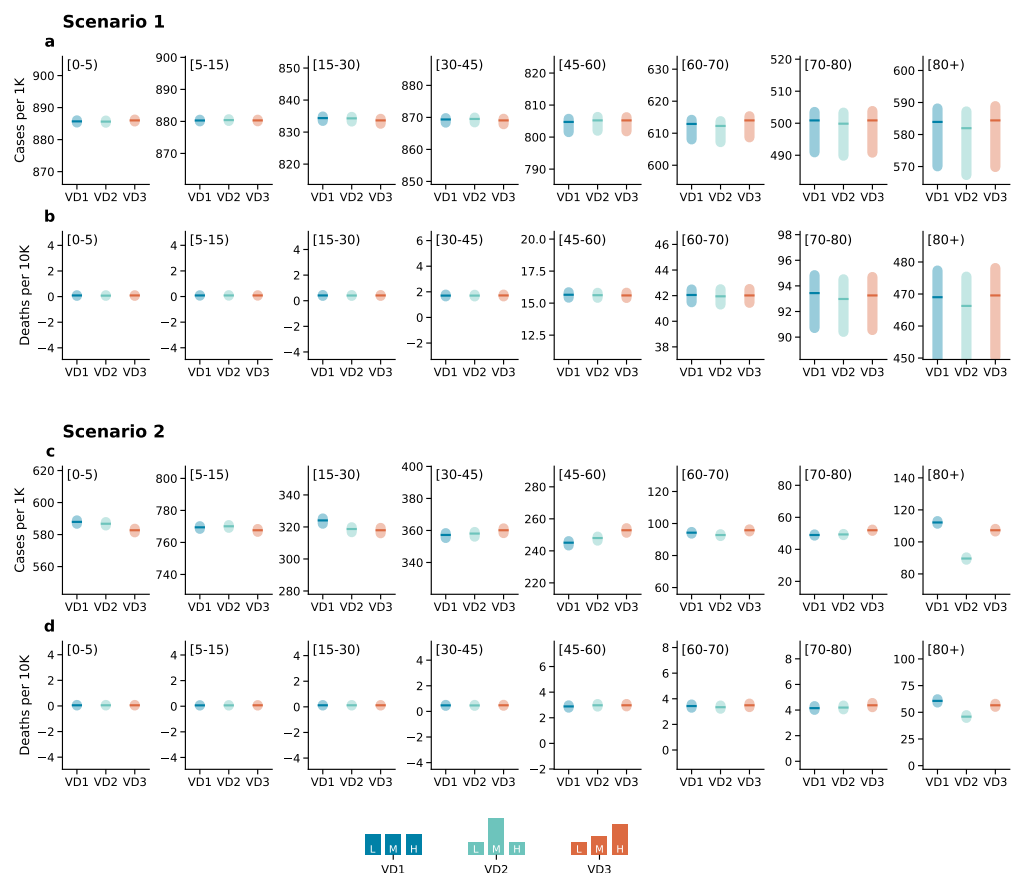 Scenario 1
a
[0-5) [5-15) [15-30) [30-45) [45-60) [60-70) [70-80) [80+)
Cases per 1K
900 890 880 870
900 890 880 870
850 840 830 820
880 870 860 850
820 810 800 790
630 620 610 600
520 510 500 490
600 590 580 570
VD1 VD2 VD3 VD1 VD2 VD3 VD1 VD2 VD3 VD1 VD2 VD3 VD1 VD2 VD3 VD1 VD2 VD3 VD1 VD2 VD3 VD1 VD2 VD3
b
[0-5) [5-15) [15-30) [30-45) [45-60) [60-70) [70-80) [80+)
Deaths per 10K
4 2 0 −2 −4
4 2 0 −2 −4
4 2 0 −2 −4
6 4 2 0 −2
20.0 17.5 15.0 12.5
46 44 42 40 38 36
98 96 94 92 90
480 470 460 450
VD1 VD2 VD3 VD1 VD2 VD3 VD1 VD2 VD3 VD1 VD2 VD3 VD1 VD2 VD3 VD1 VD2 VD3 VD1 VD2 VD3 VD1 VD2 VD3
Scenario 2
c
[0-5) [5-15) [15-30) [30-45) [45-60) [60-70) [70-80) [80+)
Cases per 1K
620 600 580 560
800 780 760 740
340 320 300 280
400 380 360 340
280 260 240 220
120 100 80 60
80 60 40 20
140 120 100 80
VD1 VD2 VD3 VD1 VD2 VD3 VD1 VD2 VD3 VD1 VD2 VD3 VD1 VD2 VD3 VD1 VD2 VD3 VD1 VD2 VD3 VD1 VD2 VD3
d
[0-5) [5-15) [15-30) [30-45) [45-60) [60-70) [70-80) [80+)
Deaths per 10K
4 2 0 −2 −4
4 2 0 −2 −4
4 2 0 −2 −4
4 2 0 −2 −4
6 4 2 0 −2
8 6 4 2 0
8 6 4 2 0
100 75 50 25 0
VD1 VD2 VD3 VD1 VD2 VD3 VD1 VD2 VD3 VD1 VD2 VD3 VD1 VD2 VD3 VD1 VD2 VD3 VD1 VD2 VD3 VD1 VD2 VD3
L M H L M H L M H
VD1 VD2 VD3